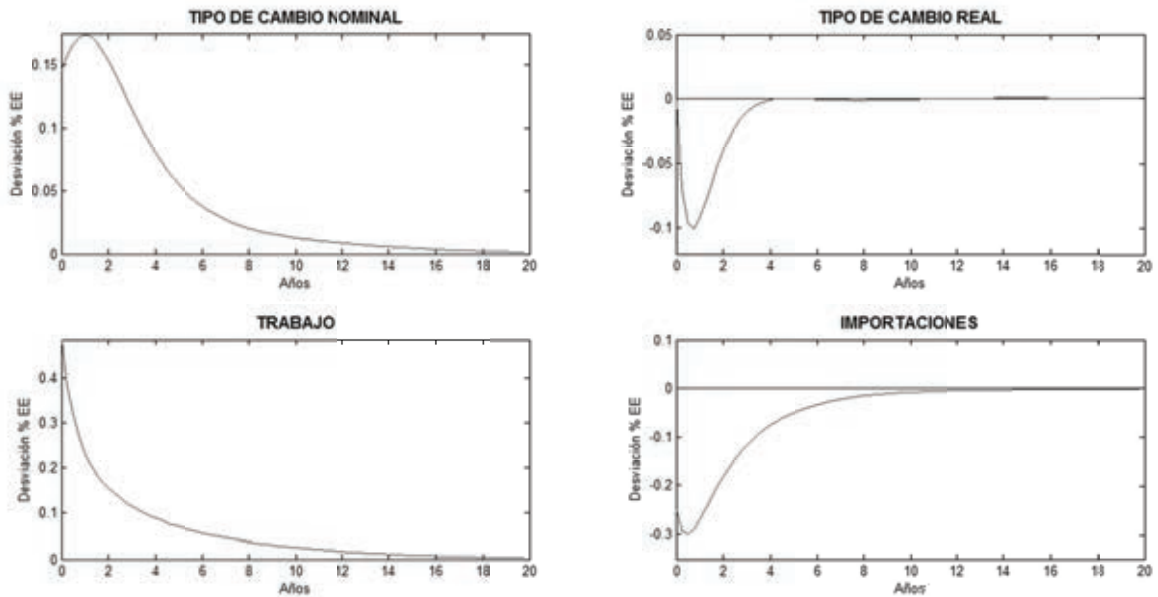 TIPO DE CAMBIO NOMINAL
Desviación % EE
0.15
0.1
0.05
0
0 2 4 6 8 10 12 14 16 18 20
Años
TIPO DE CAMBIO REAL
Desviación % EE
0.05
0
-0.05
-0.1
0 2 4 6 8 10 12 14 16 18 20
Años
TRABAJO
Desviación % EE
0.4
0.3
0.2
0.1
0
0 2 4 6 8 10 12 14 16 18 20
Años
IMPORTACIONES
Desviación % EE
0.1
0
-0.1
-0.2
-0.3
0 2 4 6 8 10 12 14 16 18 20
Años